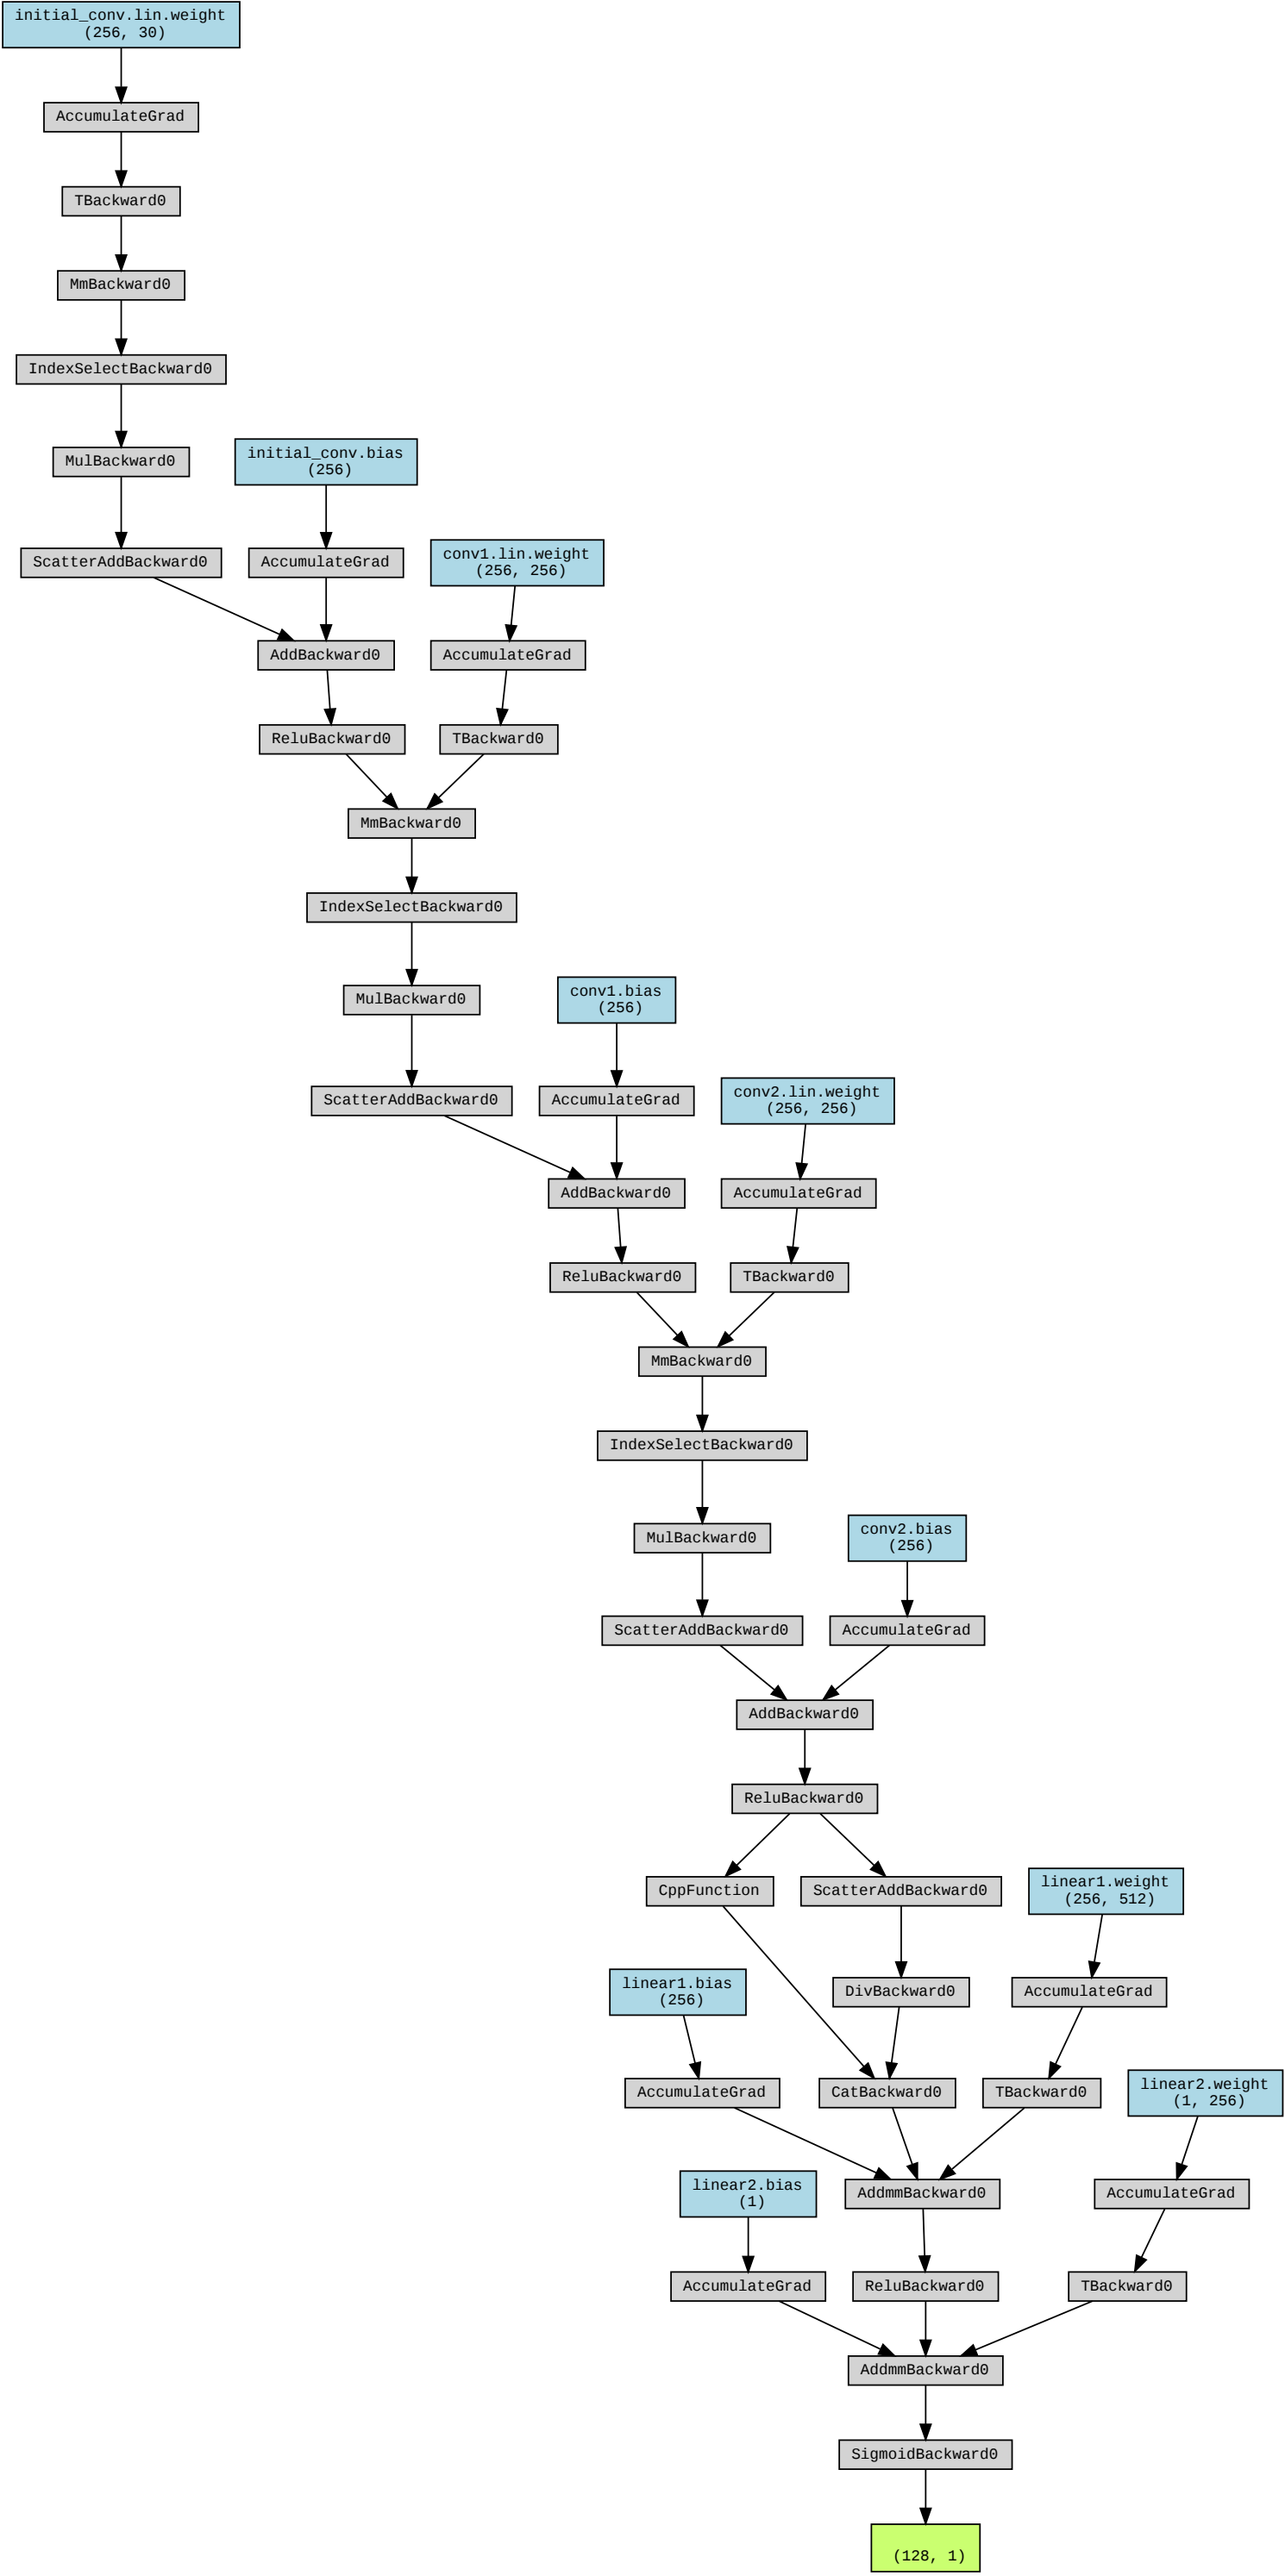 initial_conv.lin.weight
(256, 30)
AccumulateGrad
TBackward0
MmBackward0
IndexSelectBackward0
MulBackward0
initial_conv.bias
(256)
ScatterAddBackward0
AccumulateGrad
conv1.lin.weight
(256, 256)
AddBackward0
AccumulateGrad
ReluBackward0
TBackward0
MmBackward0
IndexSelectBackward0
MulBackward0
conv1.bias
(256)
ScatterAddBackward0
AccumulateGrad
conv2.lin.weight
(256, 256)
AddBackward0
AccumulateGrad
ReluBackward0
TBackward0
MmBackward0
IndexSelectBackward0
MulBackward0
conv2.bias
(256)
ScatterAddBackward0
AccumulateGrad
AddBackward0
ReluBackward0
CppFunction
ScatterAddBackward0
linear1.weight
(256, 512)
linear1.bias
(256)
DivBackward0
AccumulateGrad
AccumulateGrad
CatBackward0
TBackward0
linear2.weight
(1, 256)
linear2.bias
(1)
AddmmBackward0
AccumulateGrad
AccumulateGrad
ReluBackward0
TBackward0
AddmmBackward0
SigmoidBackward0
(128, 1)